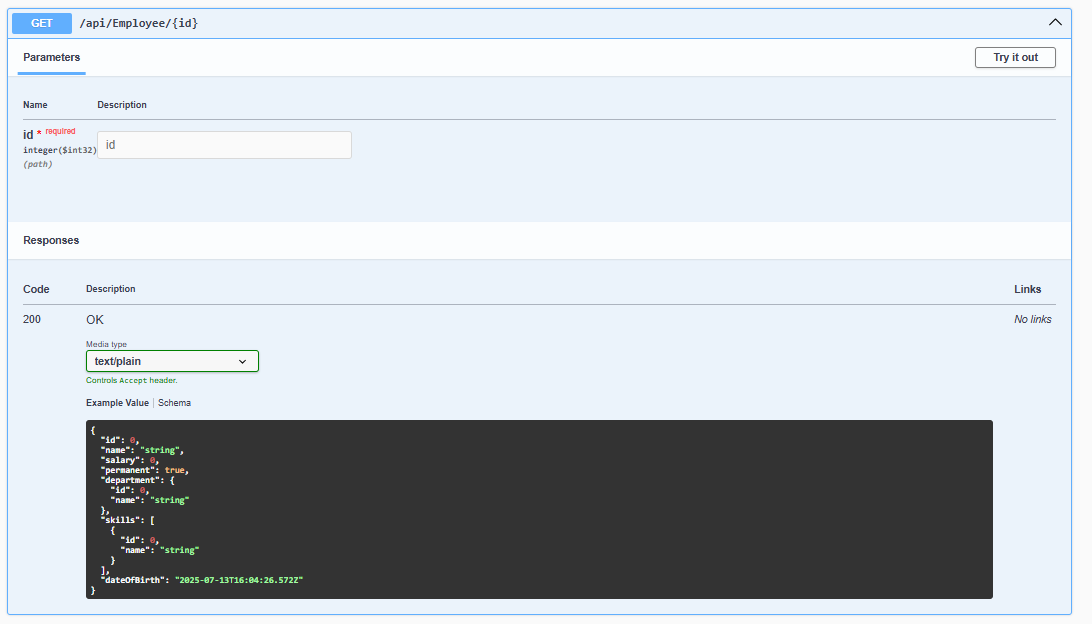 GET /api/Employee/{id}
Parameters
Try it out
Name Description
id * required
integer($int32)
(path)
id
Responses
Code Description Links
200 OK No links
Media type
text/plain
Controls Accept header.
Example Value | Schema
{
  "id": 0,
  "name": "string",
  "salary": 0,
  "permanent": true,
  "department": {
    "id": 0,
    "name": "string"
  },
  "skills": [
    {
      "id": 0,
      "name": "string"
    }
  ],
  "dateOfBirth": "2025-07-13T16:04:26.572Z"
}